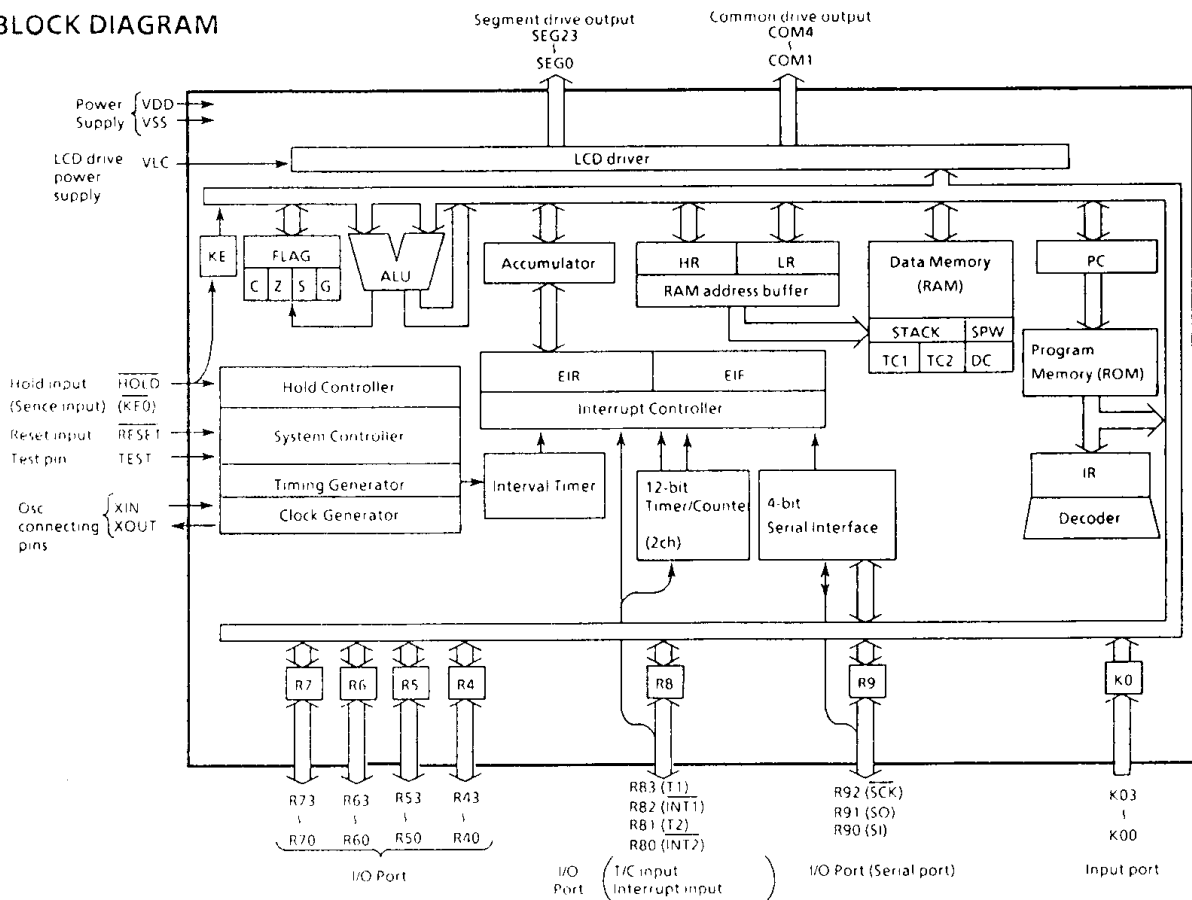 BLOCK DIAGRAM
Segment drive output
SEG23
SEG0
Common drive output
COM4
COM1
Power Supply
VDD
VSS
LCD drive power supply
VLC
LCD driver
KE
FLAG
C Z S G
ALU
Accumulator
HR LR
RAM address buffer
Data Memory (RAM)
STACK SPW
TC1 TC2 DC
PC
Program Memory (ROM)
IR
Decoder
Hold input HOLD
(Sence input) (KE0)
Reset input RESET
Test pin TEST
Osc connecting pins
XIN
XOUT
Hold Controller
System Controller
Timing Generator
Clock Generator
EIR EIF
Interrupt Controller
Interval Timer
12-bit Timer/Counter (2ch)
4-bit Serial Interface
R7 R6 R5 R4 R8 R9 K0
R73 R63 R53 R43
R70 R60 R50 R40
I/O Port
R83 (T1)
R82 (INT1)
R81 (T2)
R80 (INT2)
I/O Port
T/C input
Interrupt input
R92 (SCK)
R91 (SO)
R90 (SI)
I/O Port (Serial port)
K03
K00
Input port